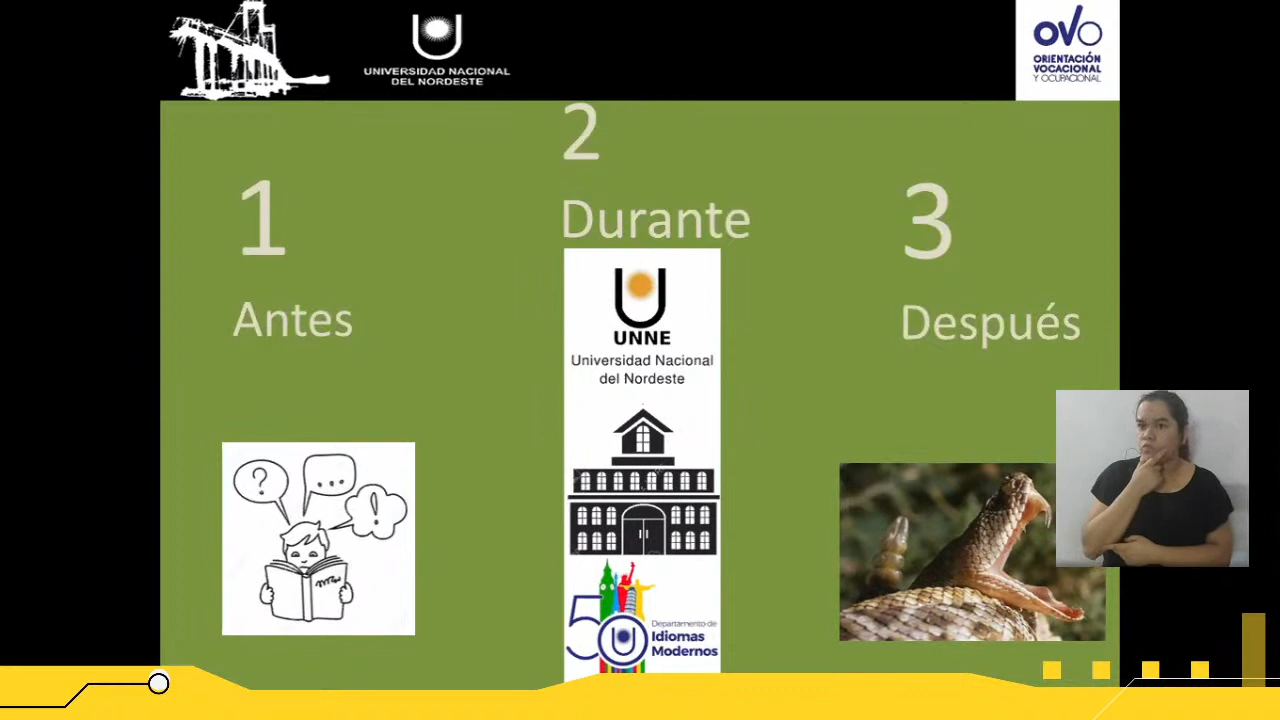 UNIVERSIDAD NACIONAL
DEL NORDESTE
OVO
ORIENTACIÓN
VOCACIONAL
Y OCUPACIONAL
1
Antes
?
...
!
2
Durante
UNNE
Universidad Nacional
del Nordeste
50
Departamento de
Idiomas
Modernos
3
Después